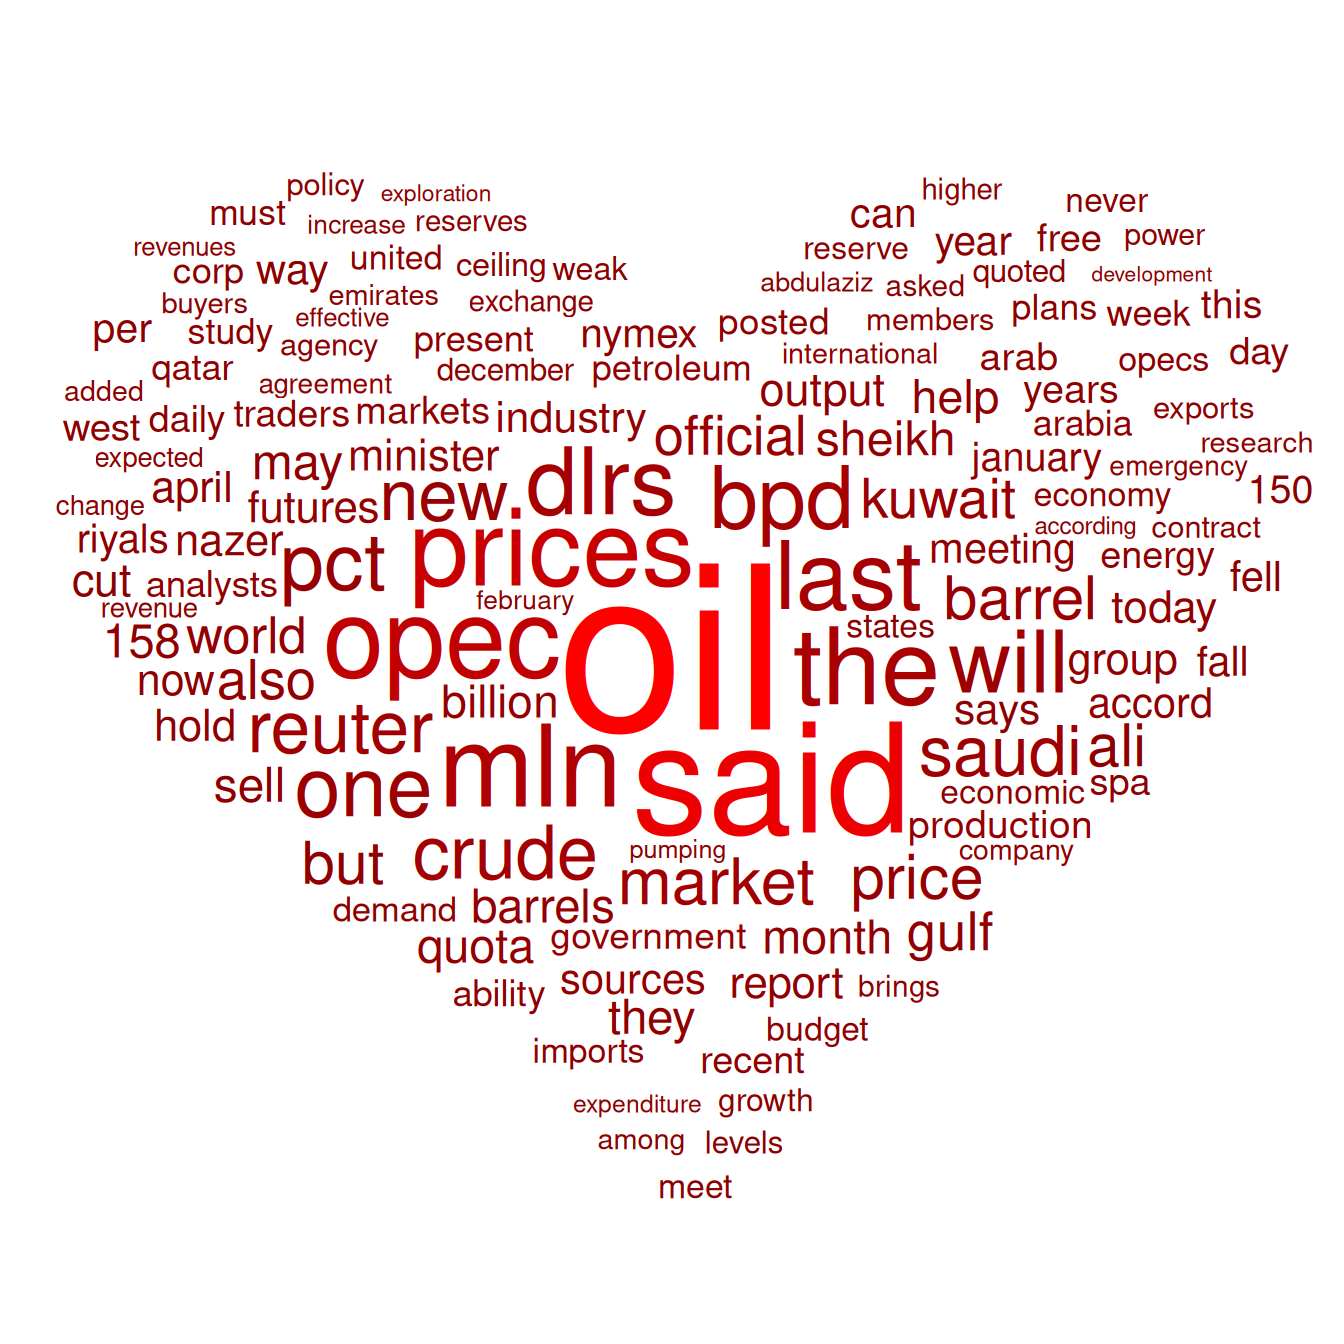 policy exploration higher never
must increase reserves can
revenues reserve year free power
corp way united ceiling weak quoted
buyers emirates exchange abdulaziz asked development
per study effective present nymex posted members plans week this
qatar agency december petroleum international arab opecs day
added agreement output help years
west daily traders markets industry official sheikh arabia exports
expected may minister dlrs bpd january emergency research
change april futures new kuwait economy 150
riyals nazer pct prices last meeting according contract
cut analysts february barrel energy fell
revenue today
158 world opec oil states
now also the will group fall
hold reuter billion says accord
sell one mln said saudi ali
economic spa
but crude pumping production
company
demand barrels market price
quota government month gulf
ability sources report brings
they budget
imports recent
expenditure growth
among levels
meet